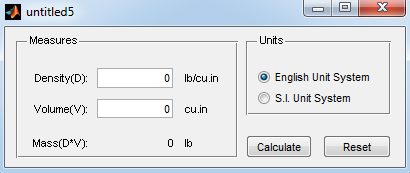 untitled5
Measures
Density(D): 0 lb/cu.in
Volume(V): 0 cu.in
Mass(D*V): 0 lb
Units
English Unit System
S.I. Unit System
Calculate Reset